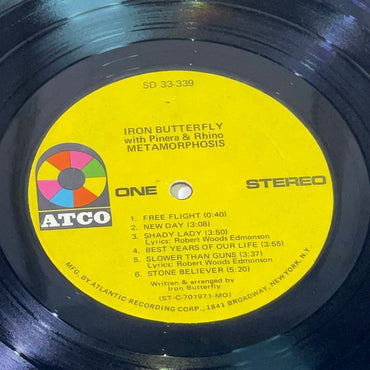 SD 33-339
IRON BUTTERFLY
with Pinera & Rhino
METAMORPHOSIS
ATCO
ONE
STEREO
1. FREE FLIGHT (0:40)
2. NEW DAY (3:08)
3. SHADY LADY (3:50)
Lyrics: Robert Woods Edmonson
4. BEST YEARS OF OUR LIFE (3:55)
5. SLOWER THAN GUNS (3:37)
Lyrics: Robert Woods Edmonson
6. STONE BELIEVER (5:20)
Written & arranged by
Iron Butterfly
(ST-C-701971-MO)
MFG. BY ATLANTIC RECORDING CORP., 1841 BROADWAY, NEW YORK, N.Y.